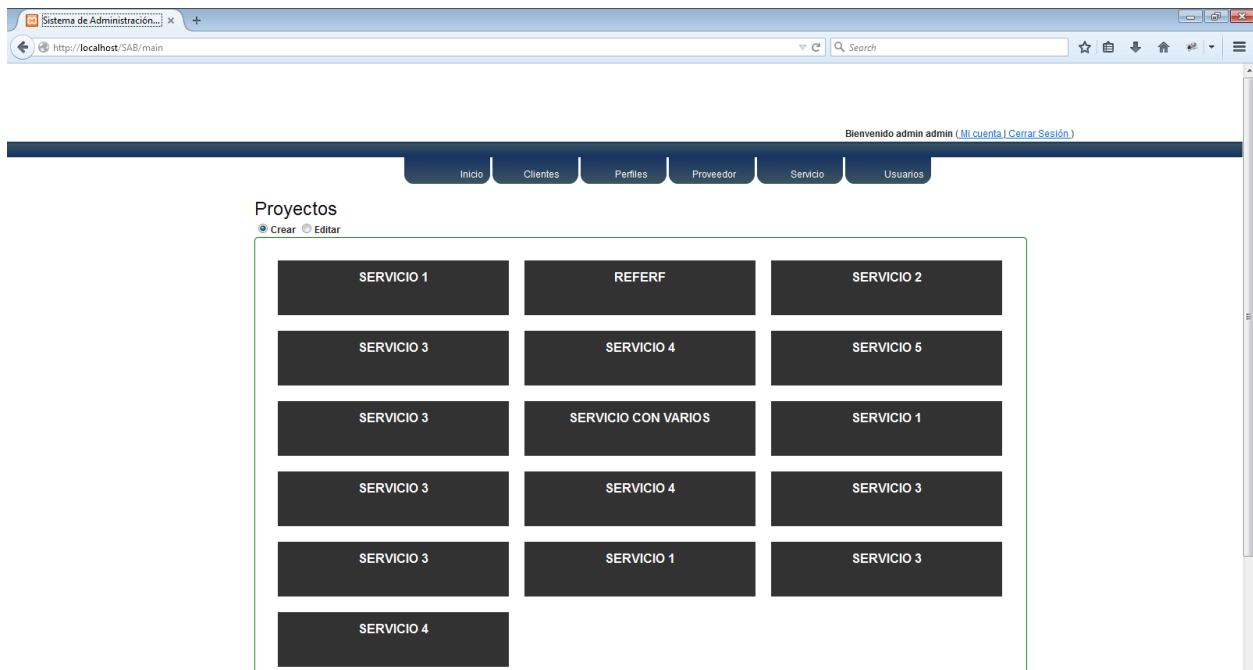 Sistema de Administración...
http://localhost/SAB/main
Search
Bienvenido admin admin ( Mi cuenta | Cerrar Sesión )
Inicio Clientes Perfiles Proveedor Servicio Usuarios
Proyectos
Crear Editar
SERVICIO 1 REFERF SERVICIO 2
SERVICIO 3 SERVICIO 4 SERVICIO 5
SERVICIO 3 SERVICIO CON VARIOS SERVICIO 1
SERVICIO 3 SERVICIO 4 SERVICIO 3
SERVICIO 3 SERVICIO 1 SERVICIO 3
SERVICIO 4